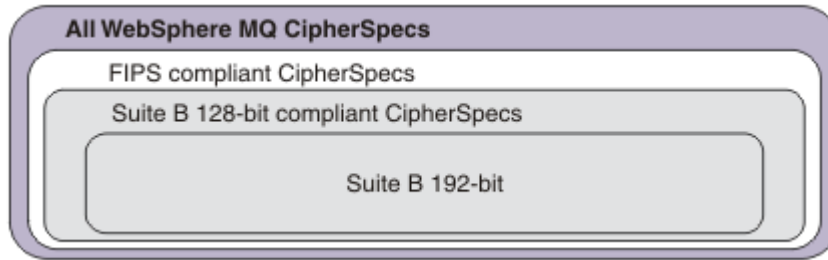 All WebSphere MQ CipherSpecs
FIPS compliant CipherSpecs
Suite B 128-bit compliant CipherSpecs
Suite B 192-bit